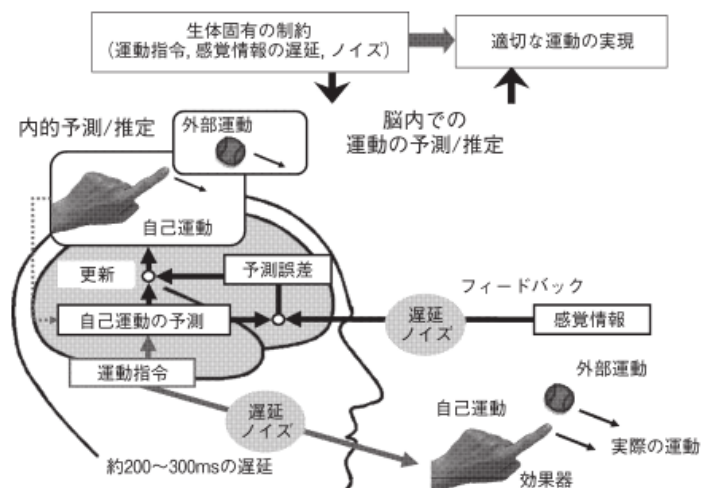 生体固有の制約
(運動指令, 感覚情報の遅延, ノイズ)
適切な運動の実現
内的予測/推定
外部運動
脳内での
運動の予測/推定
自己運動
更新
予測誤差
フィードバック
自己運動の予測
遅延
ノイズ
感覚情報
運動指令
外部運動
遅延
ノイズ
自己運動
実際の運動
約200〜300msの遅延
効果器